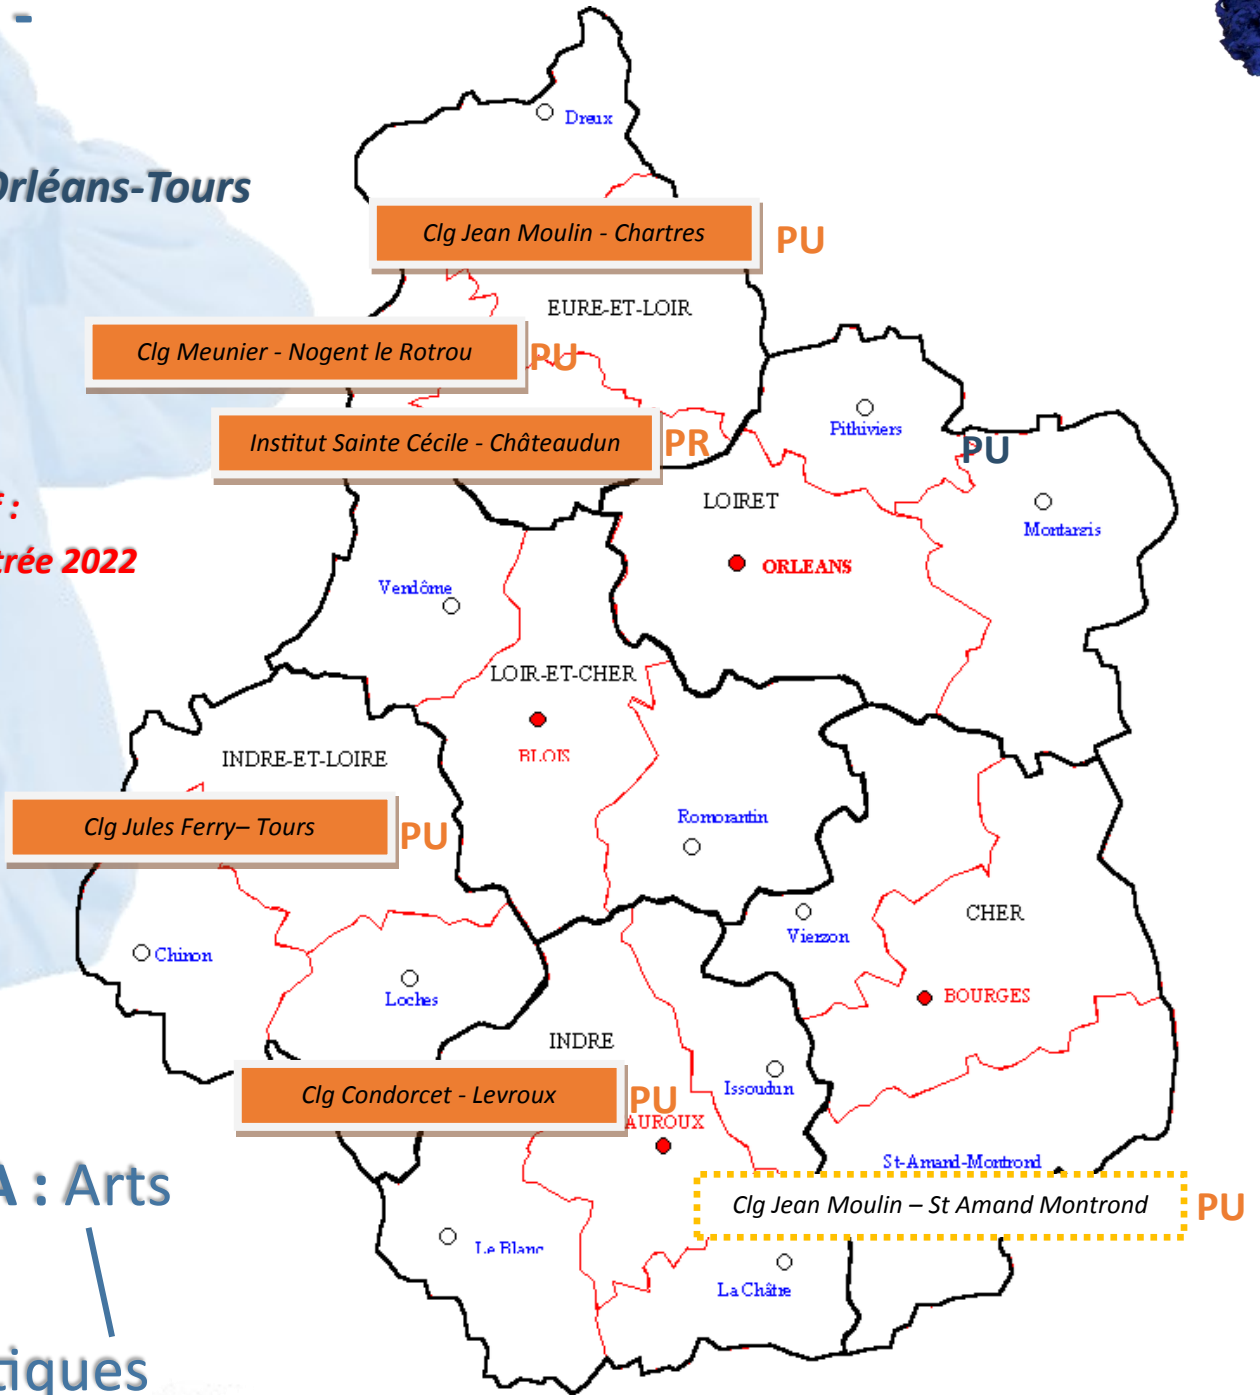 -
Orléans-Tours
Dreux
Clg Jean Moulin - Chartres PU
EURE-ET-LOIR
Clg Meunier - Nogent le Rotrou PU
Institut Sainte Cécile - Châteaudun PR
Pithiviers
PU
LOIRET
Montargis
:
trée 2022
ORLEANS
Vendôme
LOIR-ET-CHER
BLOIS
INDRE-ET-LOIRE
Clg Jules Ferry– Tours PU
Romorantin
CHER
Vierzon
Chinon
Loches
BOURGES
INDRE
Clg Condorcet - Levroux PU
Issoudun
AUROUX
St-Amand-Montrond
A : Arts
Clg Jean Moulin – St Amand Montrond PU
Le Blanc
La Châtre
tiques